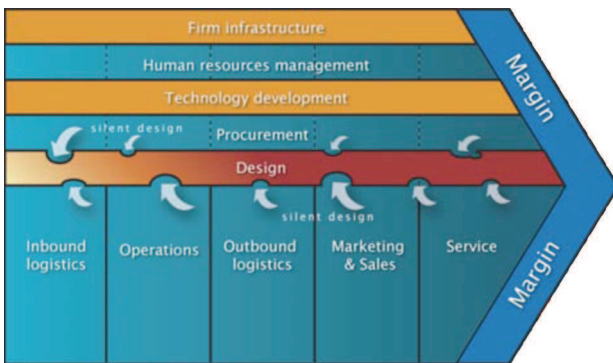 Firm infrastructure
Human resources management
Technology development
silent design
Procurement
Design
silent design
Inbound
logistics
Operations
Outbound
logistics
Marketing
& Sales
Service
Margin
Margin